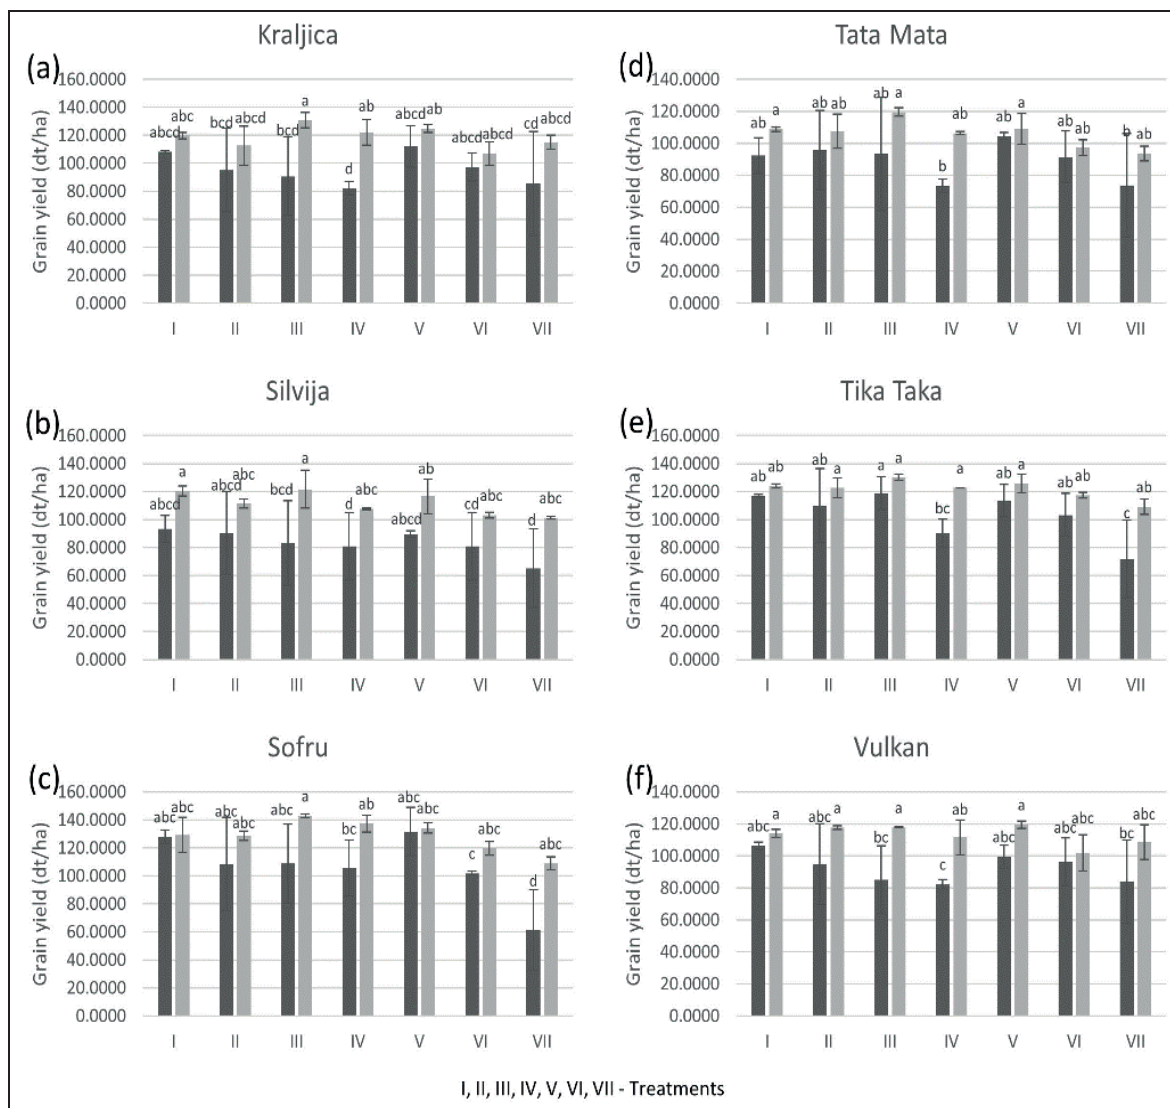 Kraljica
(a)
160.0000
140.0000
120.0000
100.0000
80.0000
60.0000
40.0000
20.0000
0.0000
Grain yield (dt/ha)
abcd abc bcd abcd bcd a d ab abcd ab abcd abcd cd abcd
I II III IV V VI VII
Tata Mata
(d)
140.0000
120.0000
100.0000
80.0000
60.0000
40.0000
20.0000
0.0000
Grain yield (dt/ha)
ab a ab ab ab a b ab ab a ab ab b ab
I II III IV V VI VII
Silvija
(b)
160.0000
140.0000
120.0000
100.0000
80.0000
60.0000
40.0000
20.0000
0.0000
Grain yield (dt/ha)
abcd a abcd abc bcd a d abc abcd ab cd abc d abc
I II III IV V VI VII
Tika Taka
(e)
160.0000
140.0000
120.0000
100.0000
80.0000
60.0000
40.0000
20.0000
0.0000
Grain yield (dt/ha)
ab ab ab a a a bc a ab a ab ab c ab
I II III IV V VI VII
Sofru
(c)
160.0000
140.0000
120.0000
100.0000
80.0000
60.0000
40.0000
20.0000
0.0000
Grain yield (dt/ha)
abc abc abc abc abc a bc ab abc abc c abc d abc
I II III IV V VI VII
Vulkan
(f)
140.0000
120.0000
100.0000
80.0000
60.0000
40.0000
20.0000
0.0000
Grain yield (dt/ha)
abc a abc a bc a c ab abc a abc abc bc abc
I II III IV V VI VII
I, II, III, IV, V, VI, VII - Treatments